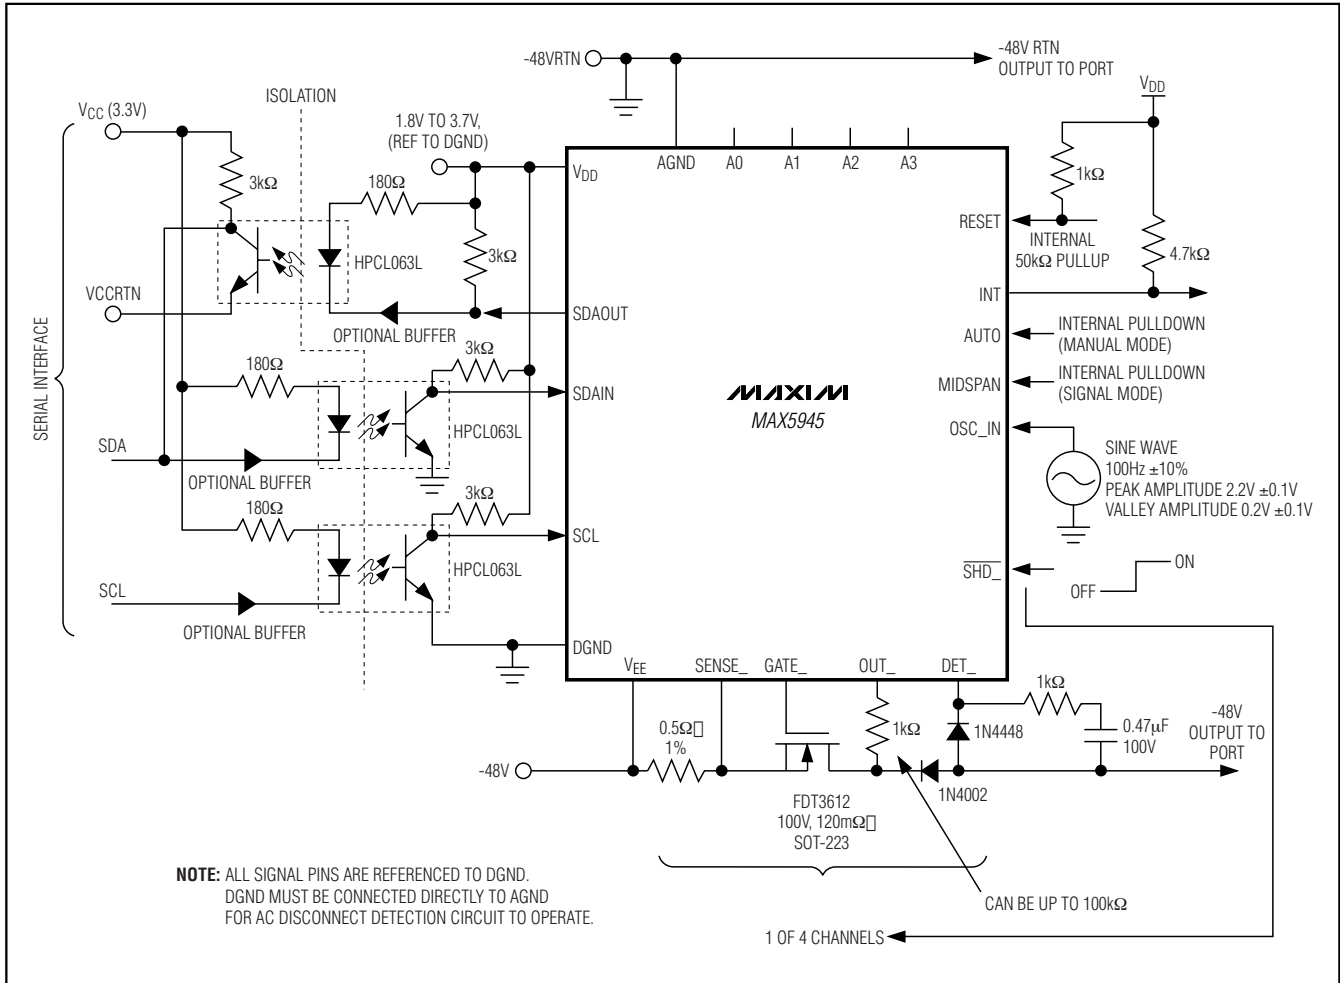 -48VRTN
-48V RTN
OUTPUT TO PORT
ISOLATION
VCC (3.3V)
1.8V TO 3.7V,
(REF TO DGND)
VDD
VDD
AGND
A0
A1
A2
A3
3kΩ
180Ω
1kΩ
RESET
INTERNAL
50kΩ PULLUP
4.7kΩ
HPCL063L
3kΩ
VCCRTN
INT
SDAOUT
OPTIONAL BUFFER
AUTO
INTERNAL PULLDOWN
(MANUAL MODE)
SERIAL INTERFACE
180Ω
3kΩ
SDAIN
MAXIM
MAX5945
MIDSPAN
INTERNAL PULLDOWN
(SIGNAL MODE)
HPCL063L
OSC_IN
SDA
OPTIONAL BUFFER
SINE WAVE
100Hz ±10%
PEAK AMPLITUDE 2.2V ±0.1V
VALLEY AMPLITUDE 0.2V ±0.1V
180Ω
3kΩ
SCL
HPCL063L
SHD_
ON
OFF
SCL
OPTIONAL BUFFER
DGND
VEE
SENSE_
GATE_
OUT_
DET_
0.5Ω
1%
1kΩ
1N4448
1kΩ
0.47µF
100V
-48V
OUTPUT TO
PORT
-48V
1N4002
FDT3612
100V, 120mΩ
SOT-223
NOTE: ALL SIGNAL PINS ARE REFERENCED TO DGND.
DGND MUST BE CONNECTED DIRECTLY TO AGND
FOR AC DISCONNECT DETECTION CIRCUIT TO OPERATE.
CAN BE UP TO 100kΩ
1 OF 4 CHANNELS